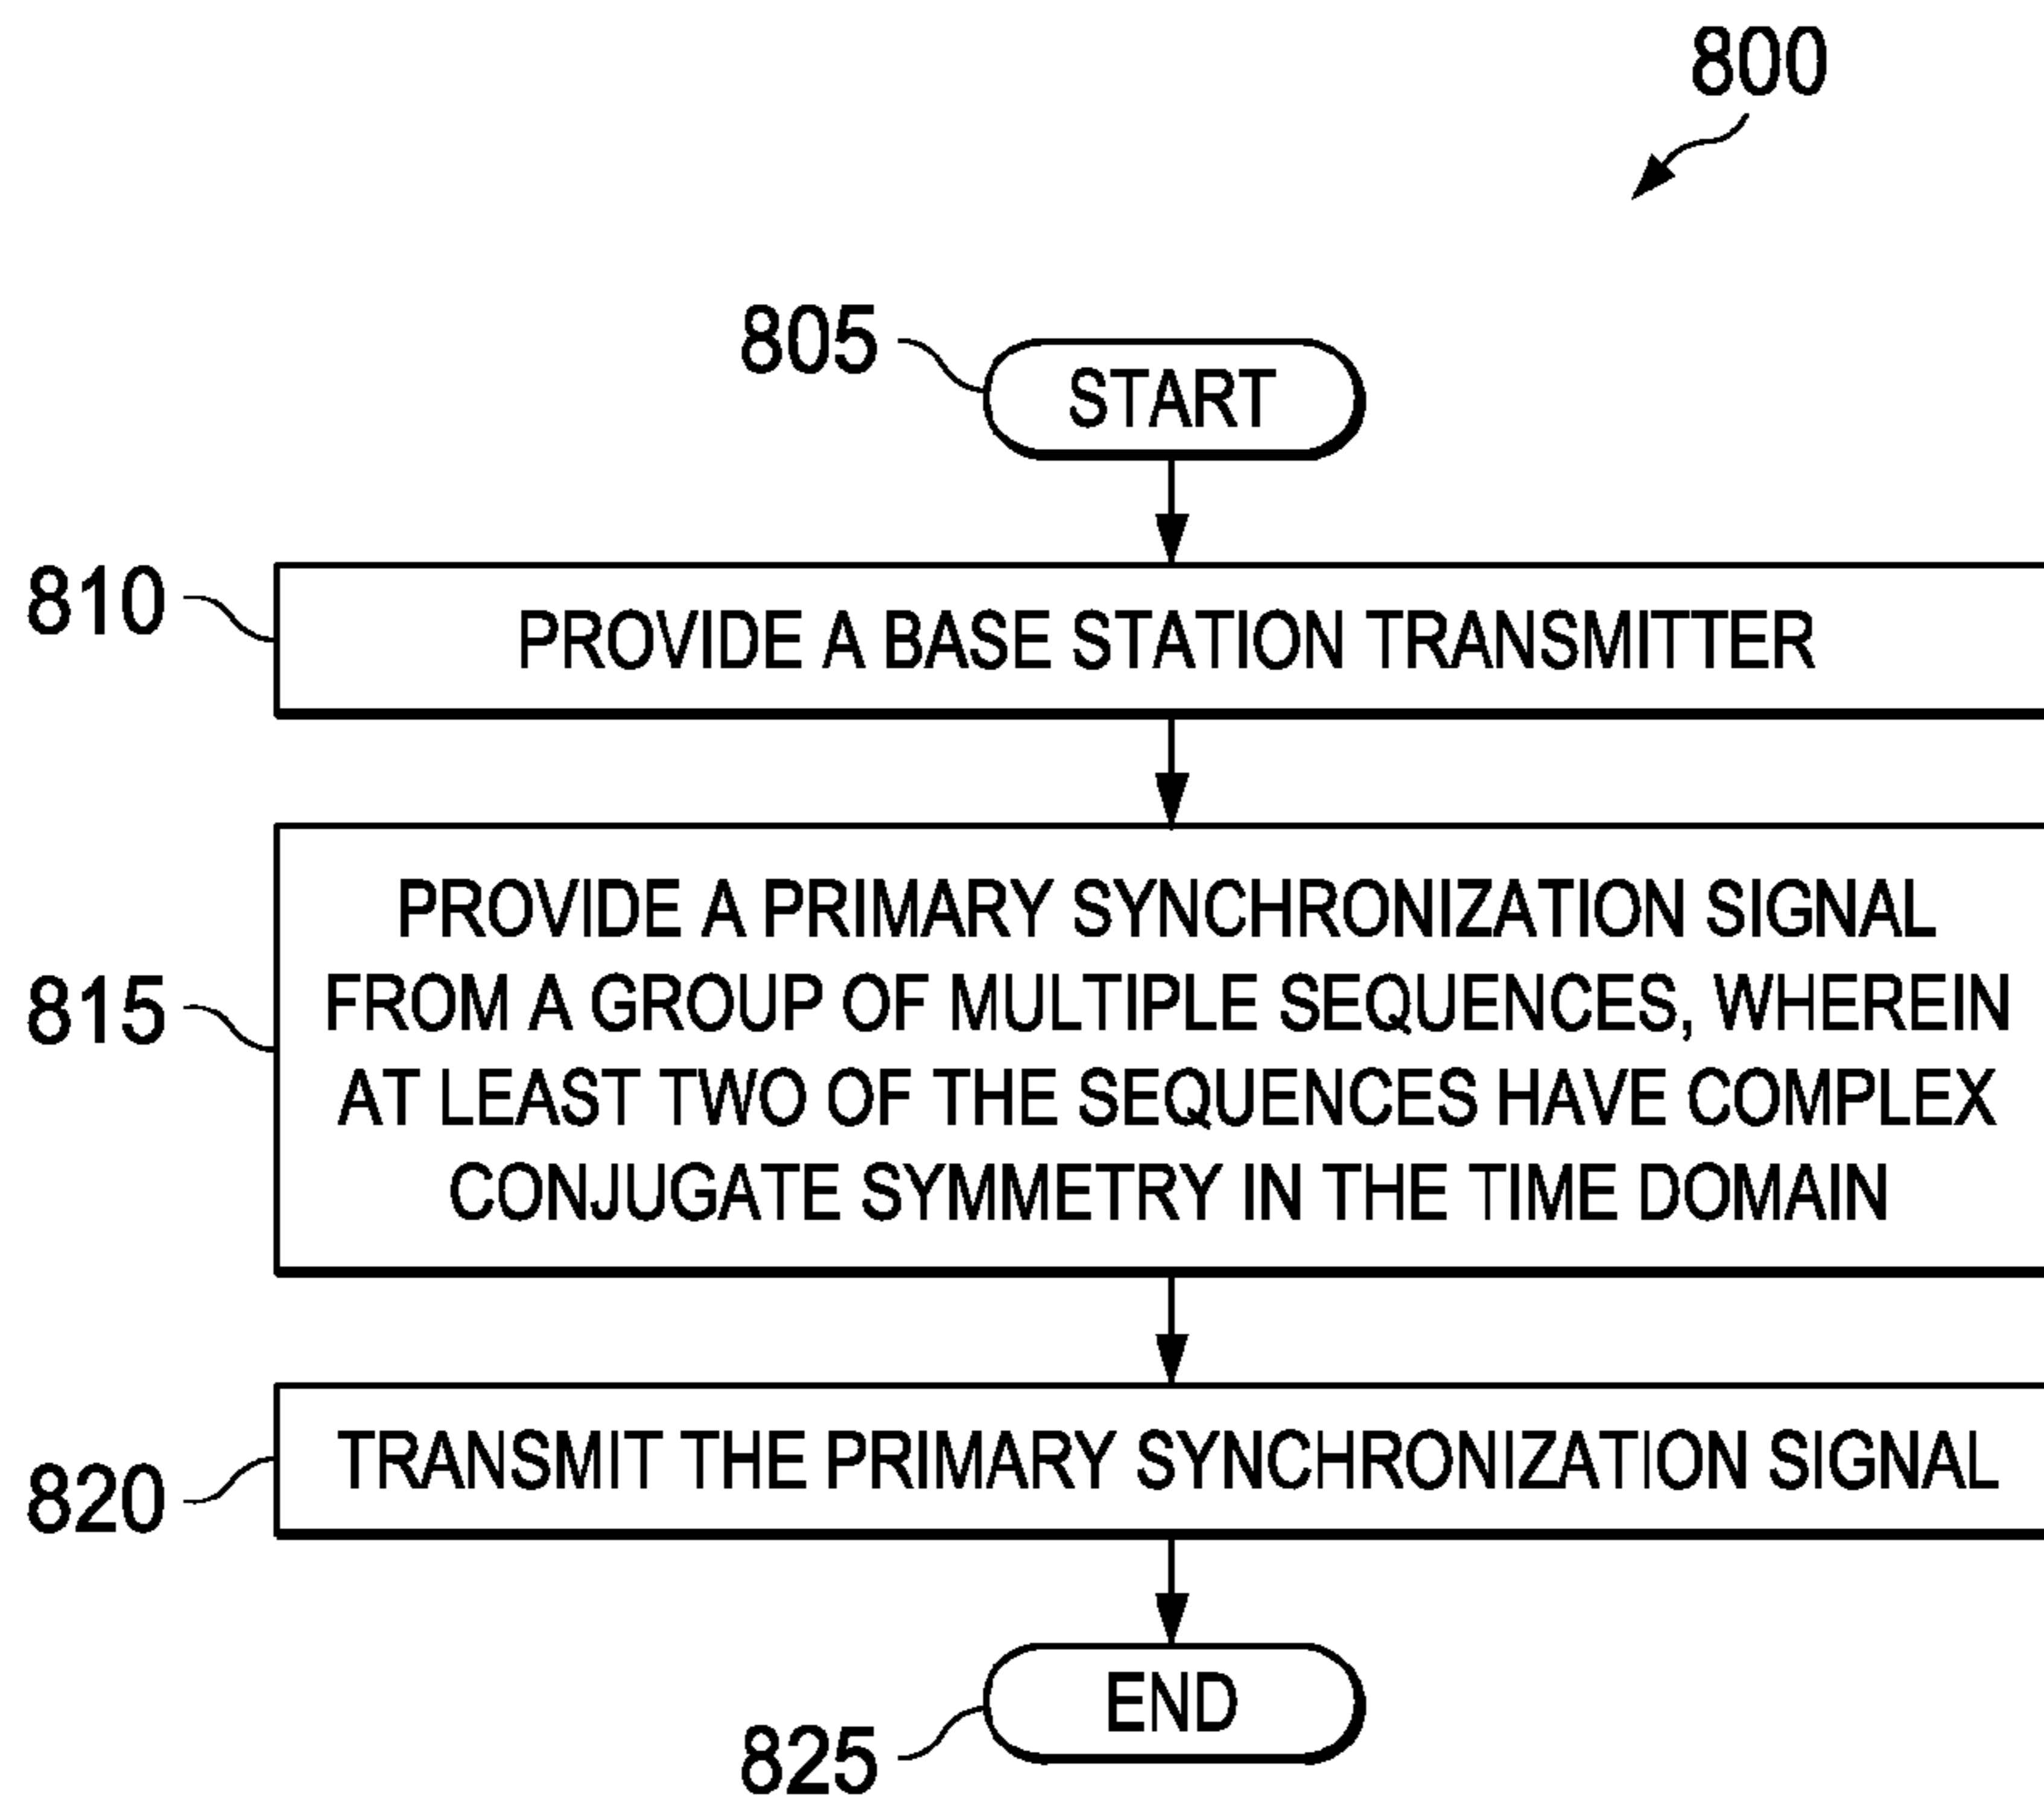 800
805
START
810
PROVIDE A BASE STATION TRANSMITTER
815
PROVIDE A PRIMARY SYNCHRONIZATION SIGNAL
FROM A GROUP OF MULTIPLE SEQUENCES, WHEREIN
AT LEAST TWO OF THE SEQUENCES HAVE COMPLEX
CONJUGATE SYMMETRY IN THE TIME DOMAIN
820
TRANSMIT THE PRIMARY SYNCHRONIZATION SIGNAL
END
825